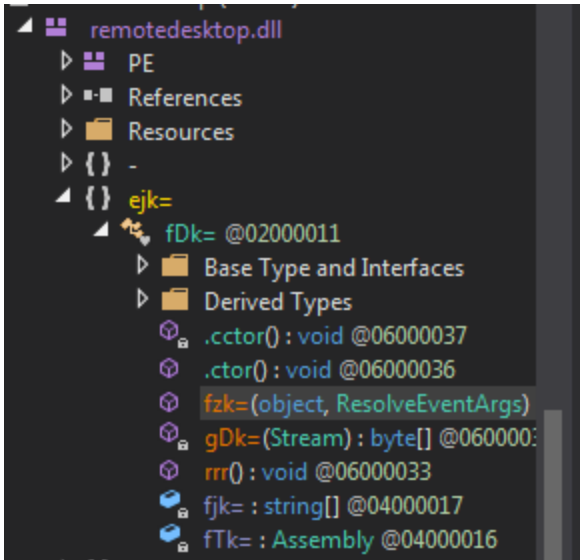 remotedesktop.dll
PE
References
Resources
{ } -
{ } ejk=
fDk= @02000011
Base Type and Interfaces
Derived Types
.cctor() : void @06000037
.ctor() : void @06000036
fzk=(object, ResolveEventArgs)
gDk=(Stream) : byte[] @0600003
rrr() : void @06000033
fjk= : string[] @04000017
fTk= : Assembly @04000016